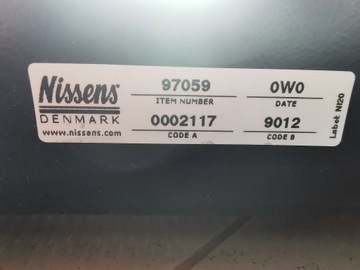 Nissens
DENMARK
www.nissens.com
97059 0W0
ITEM NUMBER DATE
0002117 9012
CODE A CODE B
Label NI20